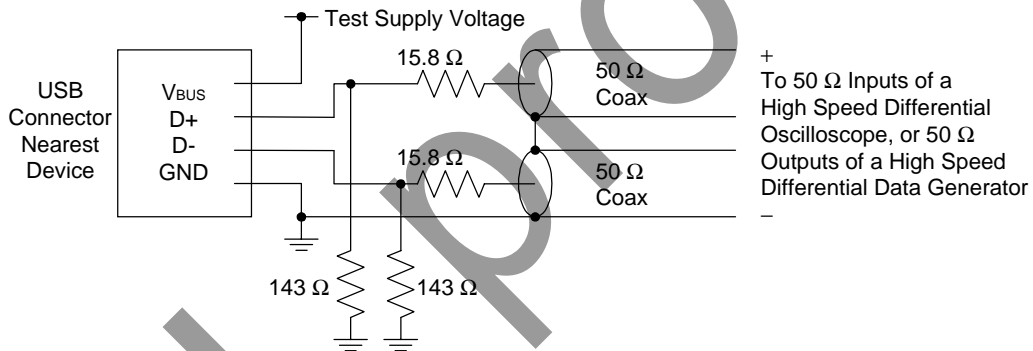 Test Supply Voltage
15.8 Ω
USB
Connector
Nearest
Device
VBUS
D+
D-
GND
50 Ω
Coax
+
To 50 Ω Inputs of a
High Speed Differential
Oscilloscope, or 50 Ω
Outputs of a High Speed
Differential Data Generator
−
15.8 Ω
50 Ω
Coax
143 Ω
143 Ω